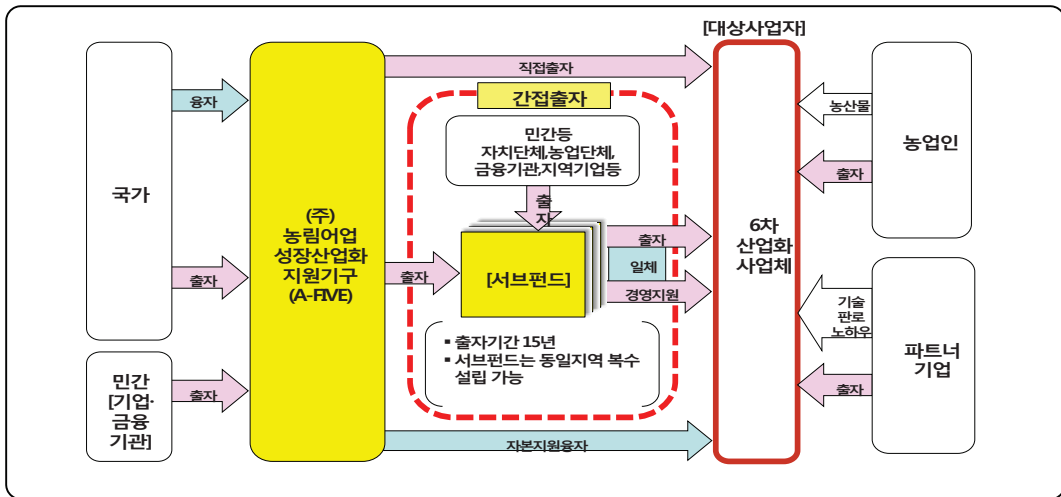 [대상사업자]
국가
융자
출자
민간
[기업·
금융
기관]
출자
(주)
농림어업
성장산업화
지원기구
(A-FIVE)
직접출자
간접출자
민간등
자치단체,농업단체,
금융기관,지역기업등
출
자
출자
[서브펀드]
출자
일체
경영지원
▪ 출자기간 15년
▪ 서브펀드는 동일지역 복수
설립 가능
자본지원융자
6차
산업화
사업체
농산물
출자
농업인
기술
판로
노하우
출자
파트너
기업